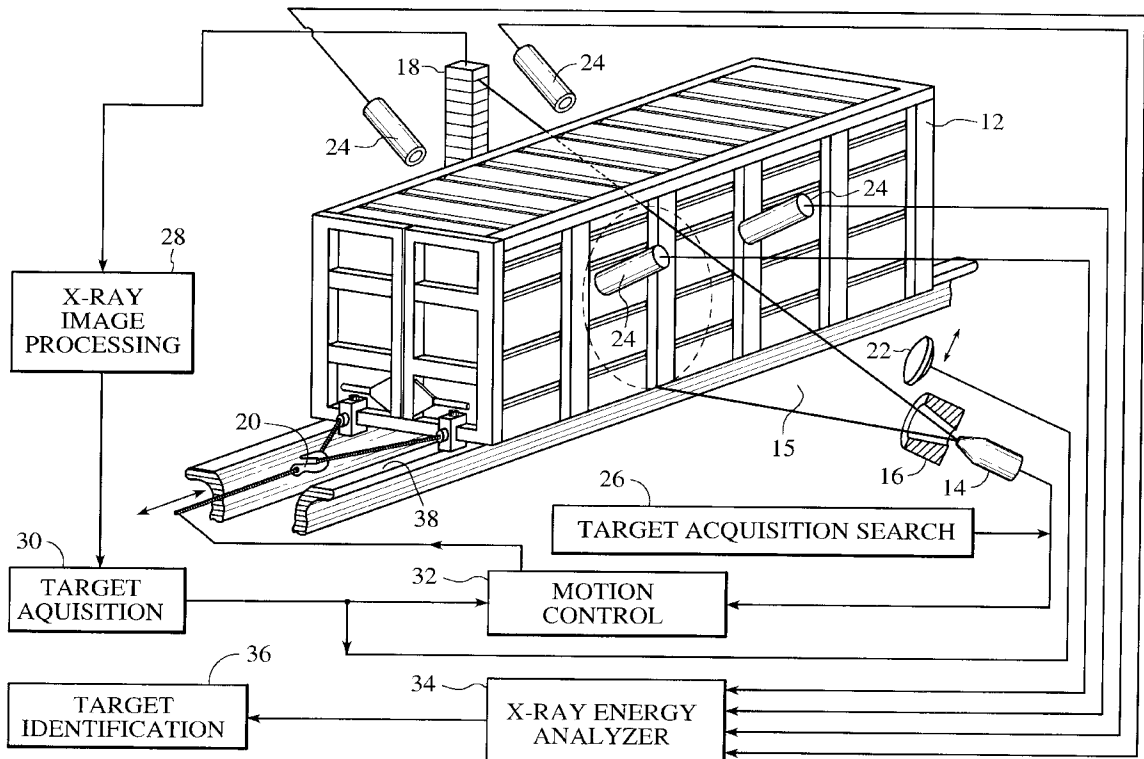 18
24
24
12
24
28
X-RAY
IMAGE
PROCESSING
24
22
20
15
16
14
38
26
TARGET ACQUISITION SEARCH
30
TARGET
AQUISITION
32
MOTION
CONTROL
36
TARGET
IDENTIFICATION
34
X-RAY ENERGY
ANALYZER